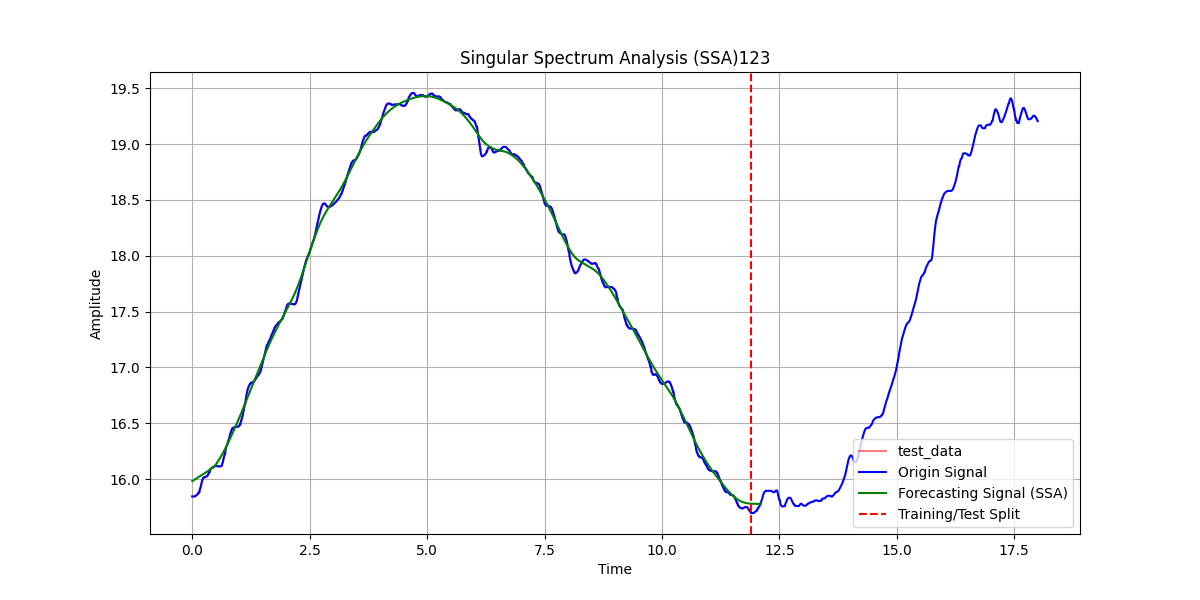 Singular Spectrum Analysis (SSA)123
Amplitude
19.5
19.0
18.5
18.0
17.5
17.0
16.5
16.0
0.0 2.5 5.0 7.5 10.0 12.5 15.0 17.5
Time
test_data
Origin Signal
Forecasting Signal (SSA)
Training/Test Split